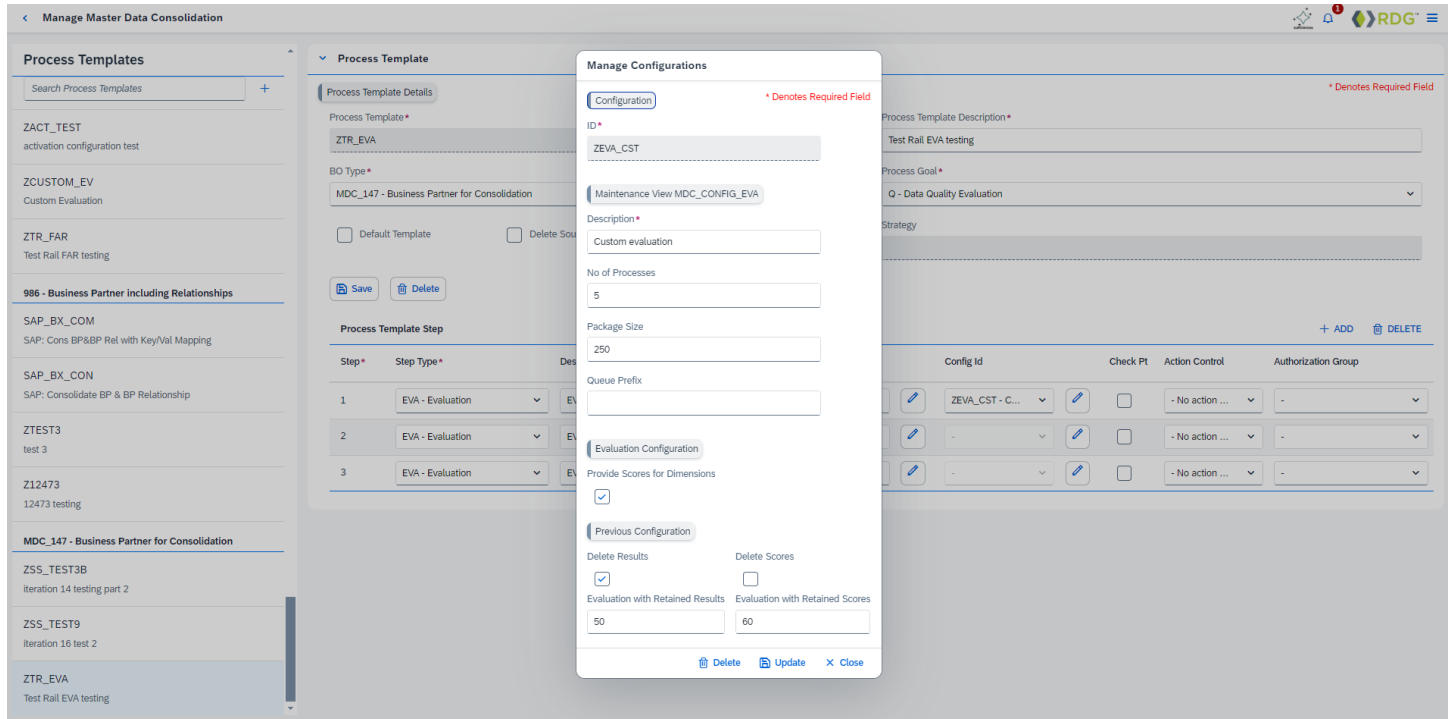 Manage Master Data Consolidation
1
RDG
Process Templates
Search Process Templates
ZACT_TEST
activation configuration test
ZCUSTOM_EV
Custom Evaluation
ZTR_FAR
Test Rail FAR testing
986 - Business Partner including Relationships
SAP_BX_COM
SAP: Cons BP&BP Rel with Key/Val Mapping
SAP_BX_CON
SAP: Consolidate BP & BP Relationship
ZTEST3
test 3
Z12473
12473 testing
MDC_147 - Business Partner for Consolidation
ZSS_TEST3B
iteration 14 testing part 2
ZSS_TEST9
iteration 16 test 2
ZTR_EVA
Test Rail EVA testing
Process Template
Process Template Details
* Denotes Required Field
Process Template*
ZTR_EVA
Process Template Description*
Test Rail EVA testing
BO Type*
MDC_147 - Business Partner for Consolidation
Process Goal*
Q - Data Quality Evaluation
Default Template
Delete Sou
Strategy
Save
Delete
Process Template Step
+ ADD
DELETE
Step* Step Type* Des Config Id Check Pt Action Control Authorization Group
1 EVA - Evaluation EV ZEVA_CST - C... - No action ... -
2 EVA - Evaluation EV - - No action ... -
3 EVA - Evaluation EV - - No action ... -
Manage Configurations
Configuration
* Denotes Required Field
ID*
ZEVA_CST
Maintenance View MDC_CONFIG_EVA
Description*
Custom evaluation
No of Processes
5
Package Size
250
Queue Prefix
Evaluation Configuration
Provide Scores for Dimensions
Previous Configuration
Delete Results Delete Scores
Evaluation with Retained Results Evaluation with Retained Scores
50 60
Delete Update Close